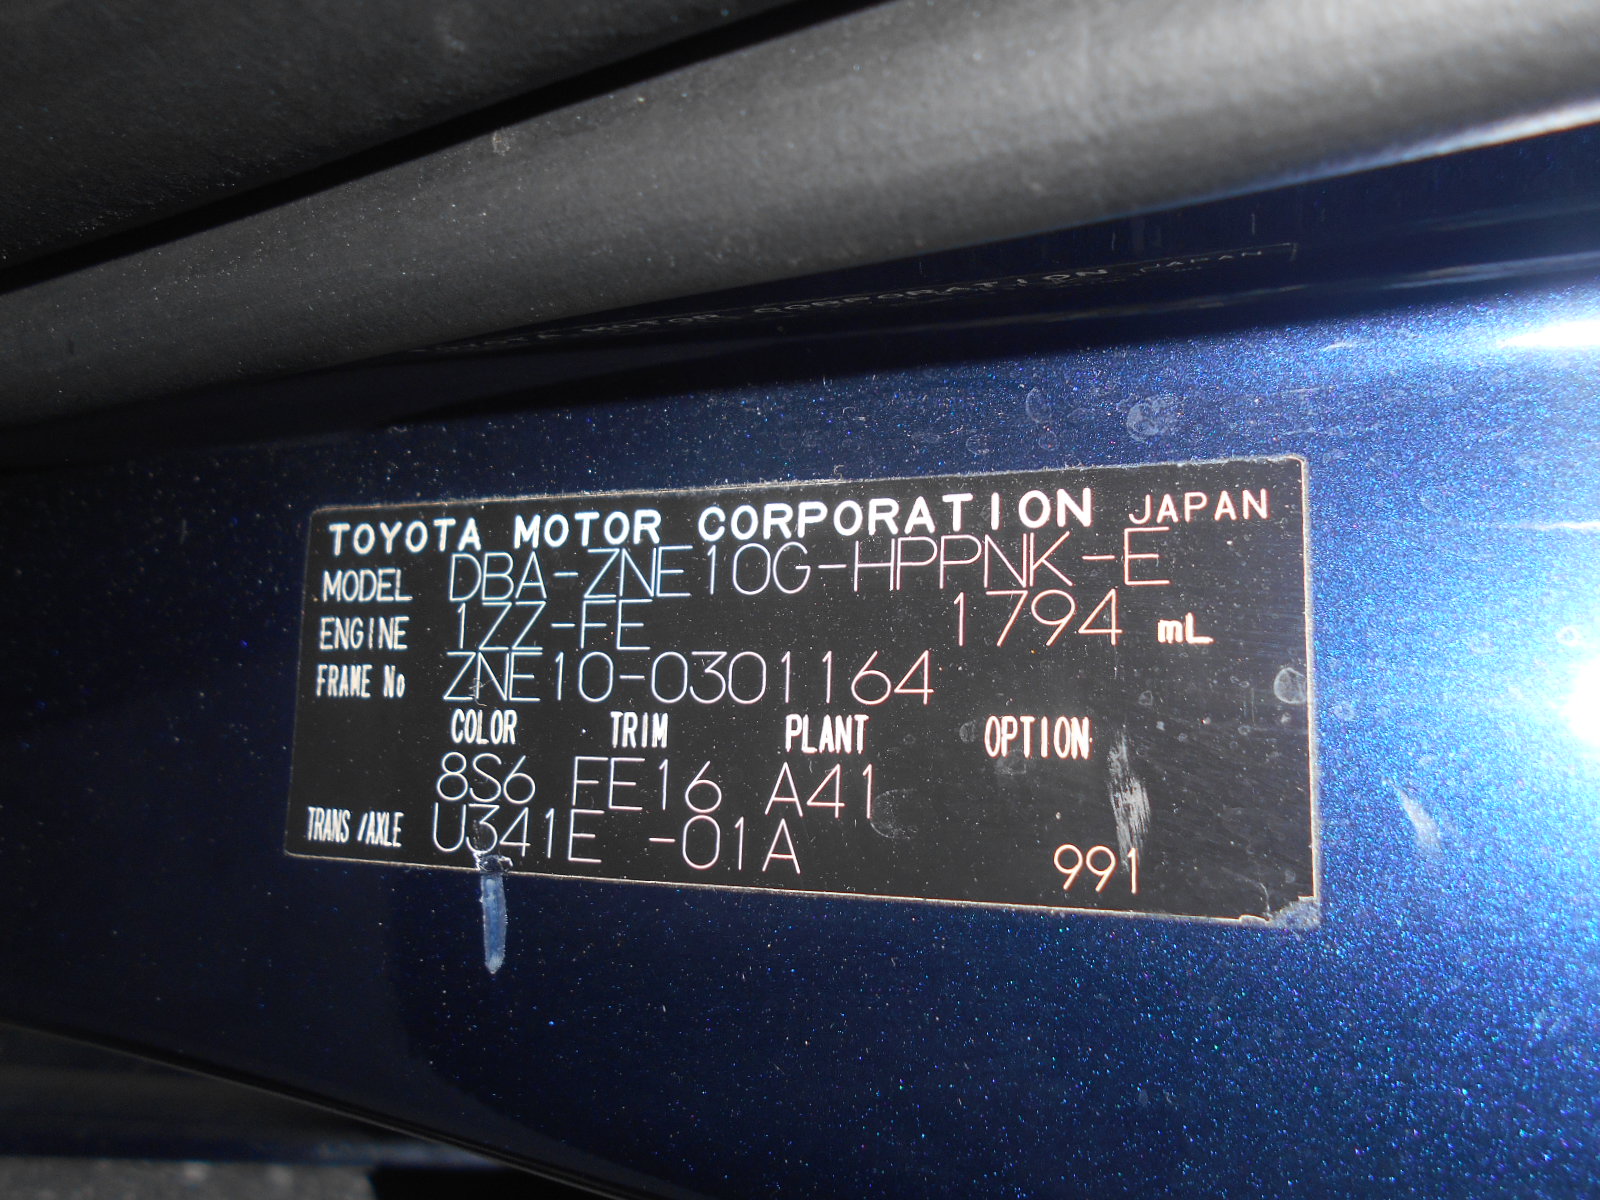 TOYOTA MOTOR CORPORATION JAPAN
MODEL DBA-ZNE10G-HPPNK-E
ENGINE 1ZZ-FE 1794 mL
FRAME No ZNE10-0301164
COLOR TRIM PLANT OPTION
8S6 FE16 A41
TRANS/AXLE U341E -01A 991